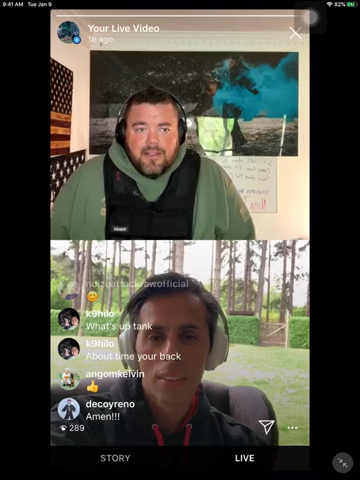 9:41 AM Tue Jan 9
82%
Your Live Video
1h ago
😊
k9hilo
What's up tank
k9hilo
About time your back
angomkelvin
👍
decoyreno
Amen!!!
289
STORY
LIVE